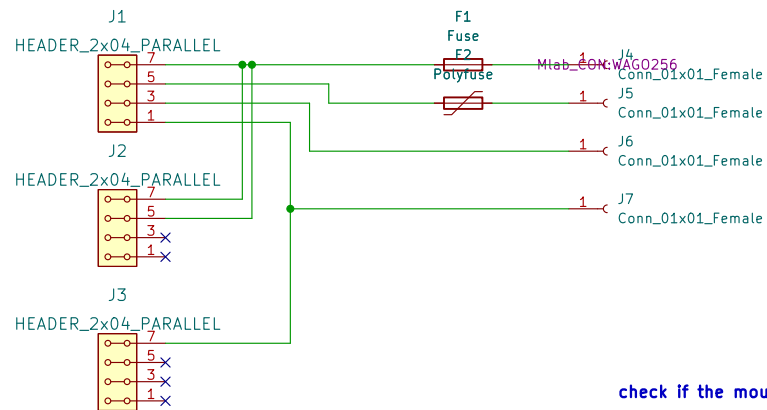 J1
HEADER_2x04_PARALLEL
7
5
3
1
F1
Fuse
F2
Polyfuse
1
Mlab_CON:WAGO256
J4
Conn_01x01_Female
1
J5
Conn_01x01_Female
1
J6
Conn_01x01_Female
1
J7
Conn_01x01_Female
J2
HEADER_2x04_PARALLEL
7
5
3
1
J3
HEADER_2x04_PARALLEL
7
5
3
1
check if the mou